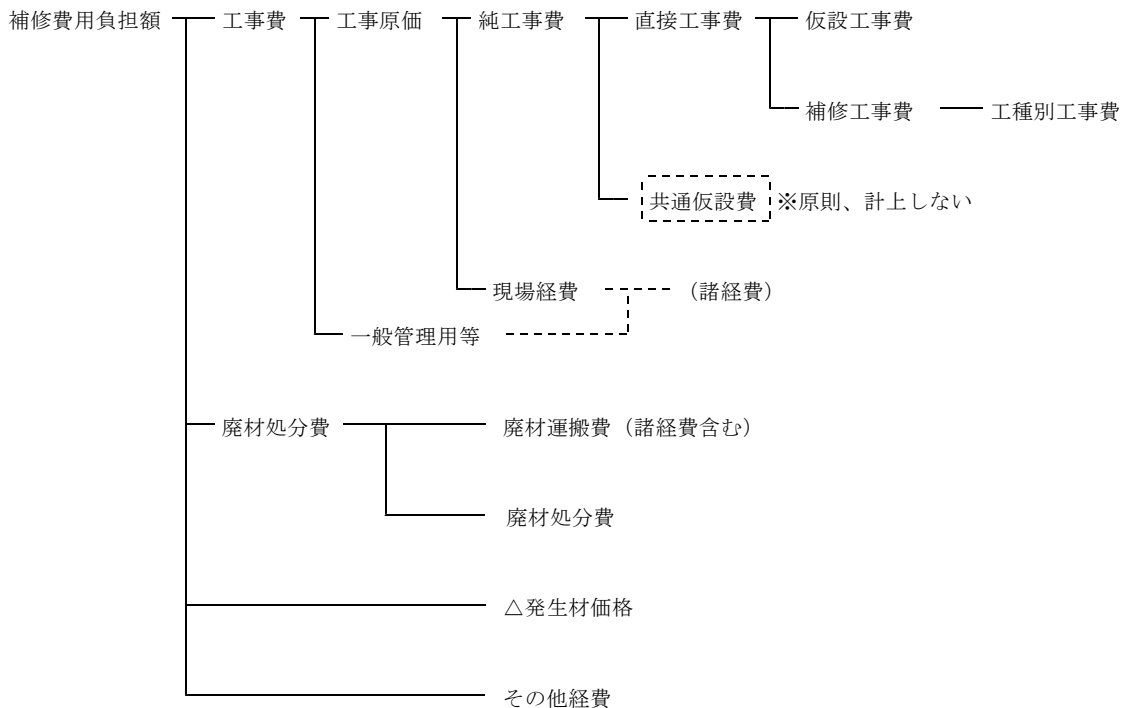 補修費用負担額 工事費 工事原価 純工事費 直接工事費 仮設工事費
補修工事費 工種別工事費
共通仮設費 ※原則、計上しない
現場経費 （諸経費）
一般管理用等
廃材処分費 廃材運搬費（諸経費含む）
廃材処分費
△発生材価格
その他経費